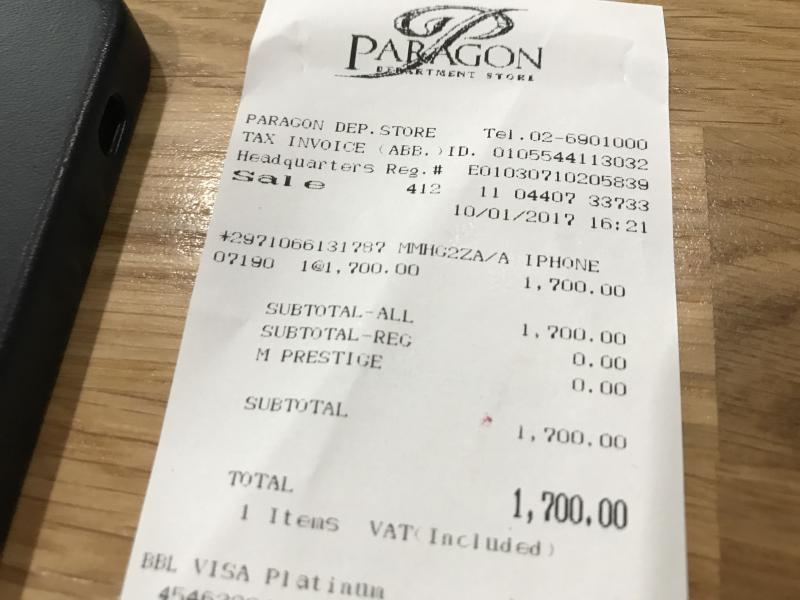 PARAGON
DEPARTMENT STORE
PARAGON DEP.STORE Tel.02-6901000
TAX INVOICE (ABB.)ID. 0105544113032
Headquarters Reg.# E01030710205839
Sale 412 11 04407 33733
10/01/2017 16:21
*2971066131787 MMHG2ZA/A IPHONE
07190 1@1,700.00 1,700.00
SUBTOTAL-ALL 1,700.00
SUBTOTAL-REG 0.00
M PRESTIGE 0.00
SUBTOTAL 1,700.00
TOTAL 1,700.00
1 Items VAT(Included)
BBL VISA Platinum